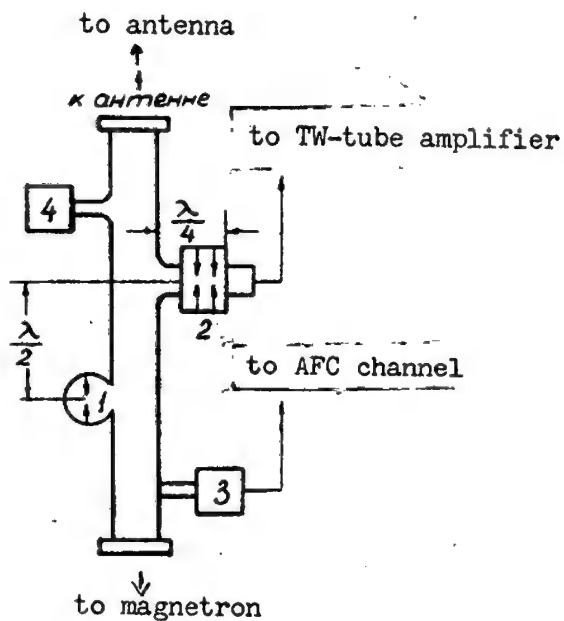 to antenna
к антенне
to TW-tube amplifier
4
λ/4
2
λ/2
to AFC channel
1
3
to magnetron